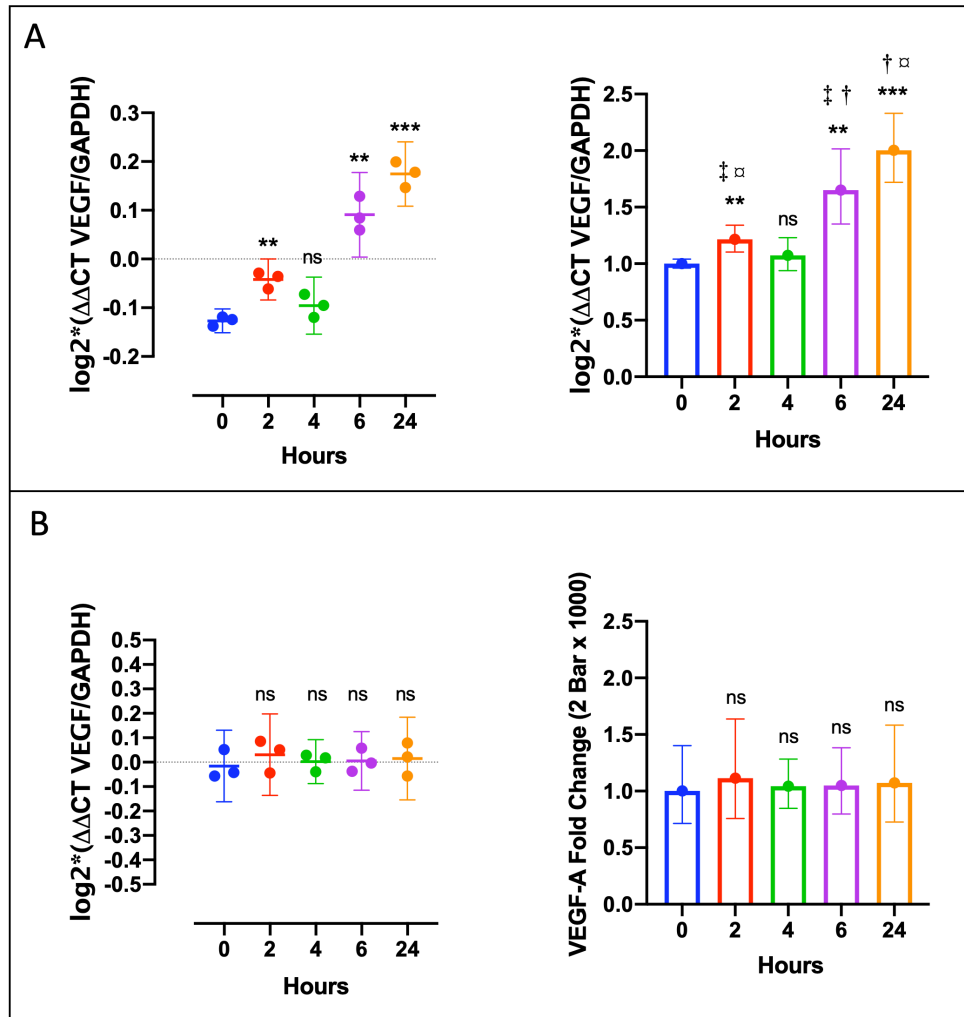 A
log2*(ΔΔCT VEGF/GAPDH)
0.3
0.2
0.1
0.0
-0.1
-0.2
**
ns
**
***
0 2 4 6 24
Hours
log2*(ΔΔCT VEGF/GAPDH)
2.5
2.0
1.5
1.0
0.5
0.0
‡ ¤
**
ns
‡ †
**
† ¤
***
0 2 4 6 24
Hours
B
log2*(ΔΔCT VEGF/GAPDH)
0.5
0.4
0.3
0.2
0.1
0.0
-0.1
-0.2
-0.3
-0.4
-0.5
ns ns ns ns
0 2 4 6 24
Hours
VEGF-A Fold Change (2 Bar x 1000)
2.5
2.0
1.5
1.0
0.5
0.0
ns ns ns ns
0 2 4 6 24
Hours